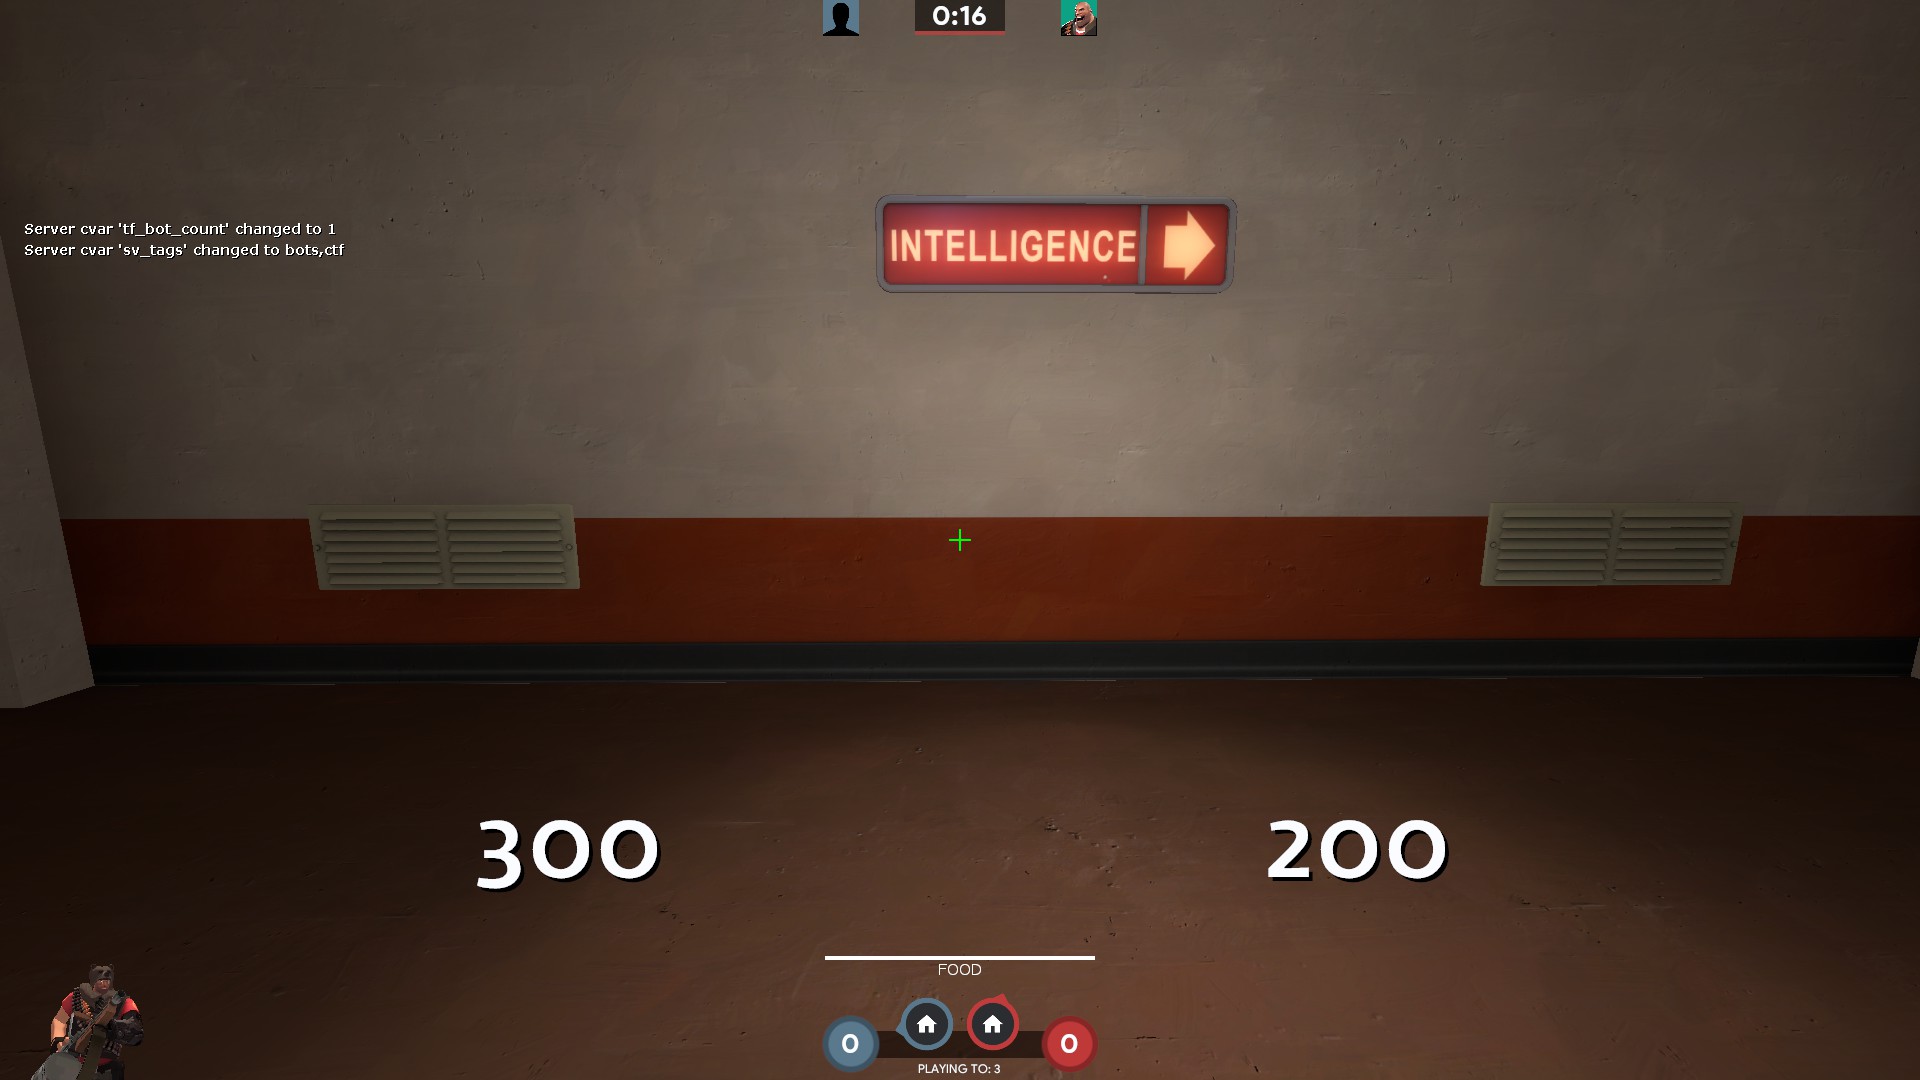 0:16
Server cvar 'tf_bot_count' changed to 1
Server cvar 'sv_tags' changed to bots,ctf
INTELLIGENCE
300
200
FOOD
0
0
PLAYING TO: 3